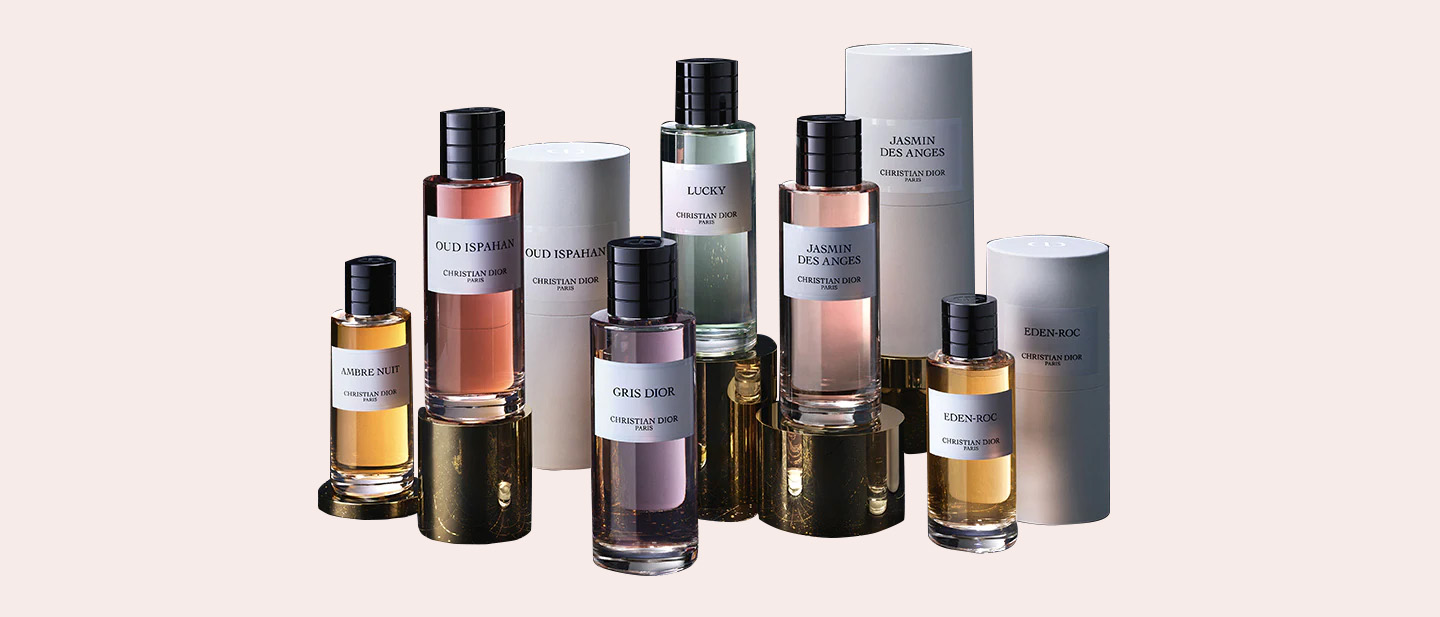 AMBRE NUIT
CHRISTIAN DIOR
PARIS
OUD ISPAHAN
CHRISTIAN DIOR
PARIS
OUD ISPAHAN
CHRISTIAN DIOR
PARIS
GRIS DIOR
CHRISTIAN DIOR
PARIS
LUCKY
CHRISTIAN DIOR
PARIS
JASMIN
DES ANGES
CHRISTIAN DIOR
PARIS
JASMIN
DES ANGES
CHRISTIAN DIOR
PARIS
EDEN-ROC
CHRISTIAN DIOR
PARIS
EDEN-ROC
CHRISTIAN DIOR
PARIS